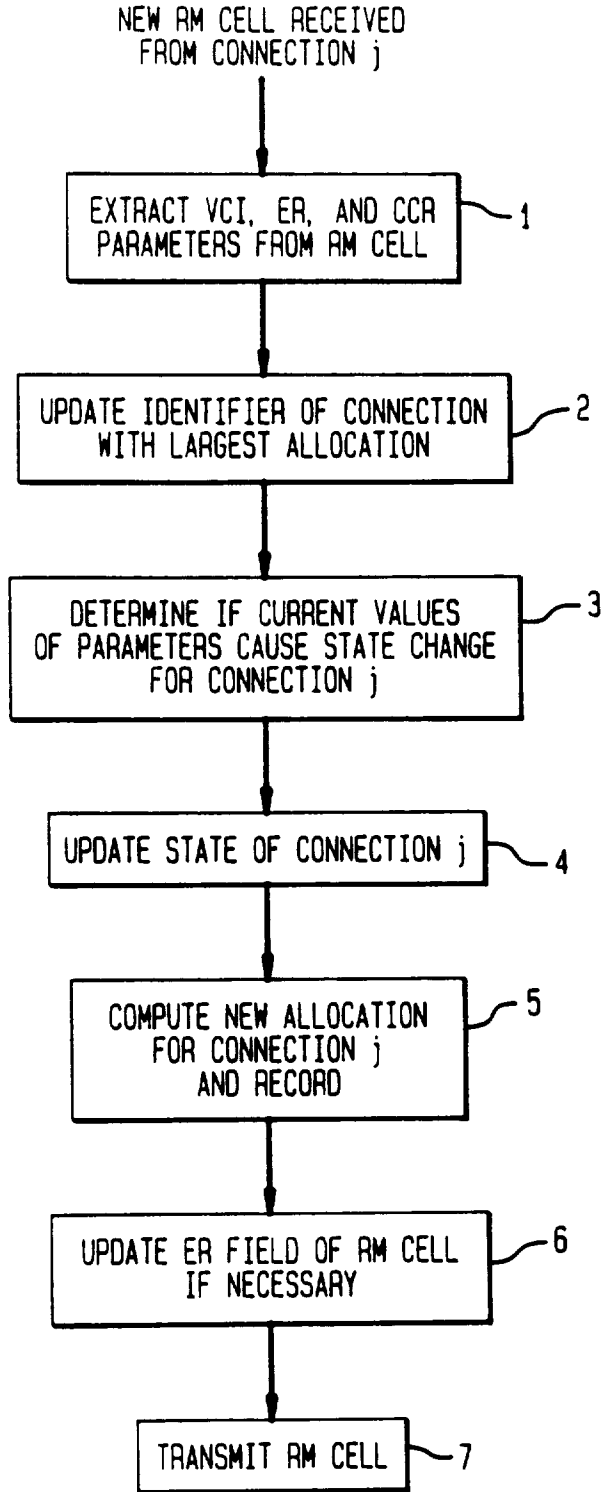 NEW RM CELL RECEIVED
FROM CONNECTION j
EXTRACT VCI, ER, AND CCR
PARAMETERS FROM RM CELL
1
UPDATE IDENTIFIER OF CONNECTION
WITH LARGEST ALLOCATION
2
DETERMINE IF CURRENT VALUES
OF PARAMETERS CAUSE STATE CHANGE
FOR CONNECTION j
3
UPDATE STATE OF CONNECTION j
4
COMPUTE NEW ALLOCATION
FOR CONNECTION j
AND RECORD
5
UPDATE ER FIELD OF RM CELL
IF NECESSARY
6
TRANSMIT RM CELL
7